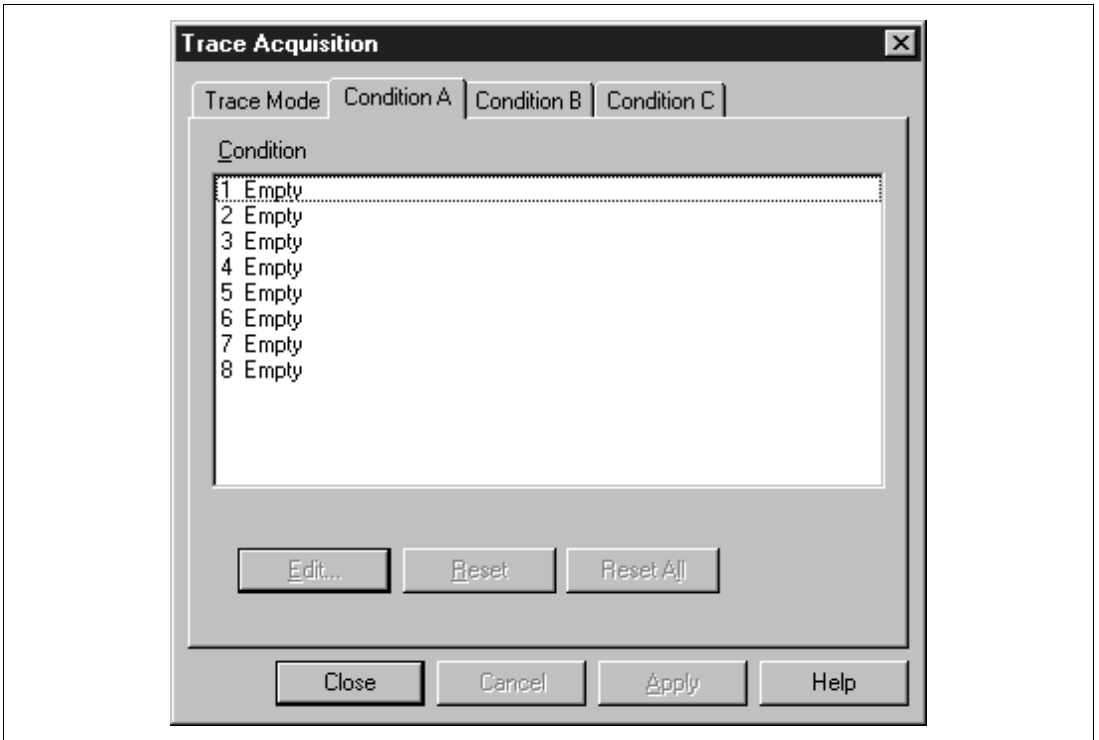 Trace Acquisition
Trace Mode Condition A Condition B Condition C
Condition
1 Empty
2 Empty
3 Empty
4 Empty
5 Empty
6 Empty
7 Empty
8 Empty
Edit... Reset Reset All
Close Cancel Apply Help